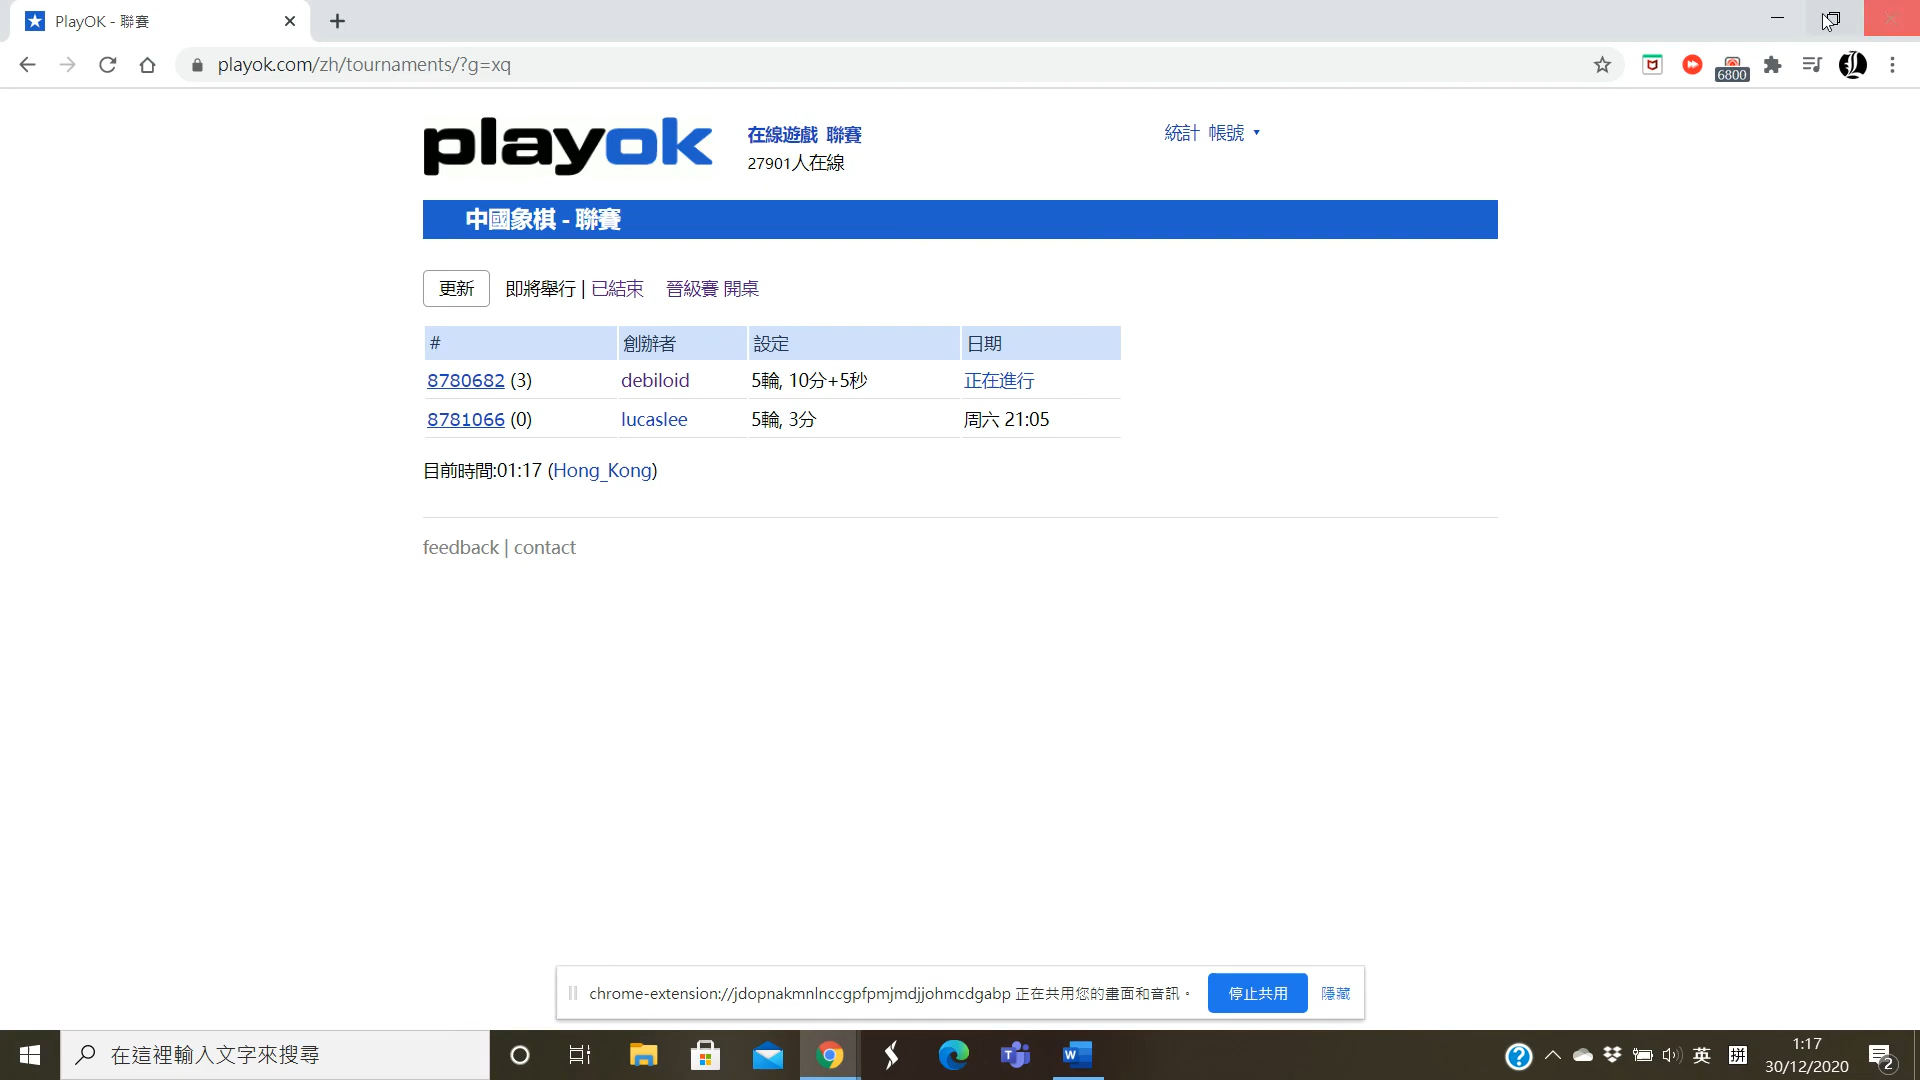 PlayOK - 聯賽
playok.com/zh/tournaments/?g=xq
6800
playok
在線遊戲 聯賽
27901人在線
統計 帳號 ▾
中國象棋 - 聯賽
更新 即將舉行 | 已結束 晉級賽 開桌
# 創辦者 設定 日期
8780682 (3) debiloid 5輪, 10分+5秒 正在進行
8781066 (0) lucaslee 5輪, 3分 周六 21:05
目前時間:01:17 (Hong_Kong)
feedback | contact
chrome-extension://jdopnakmnlnccgpfpmjmdjjohmcdgabp 正在共用您的畫面和音訊。 停止共用 隱藏
在這裡輸入文字來搜尋
英 拼
1:17
30/12/2020
2